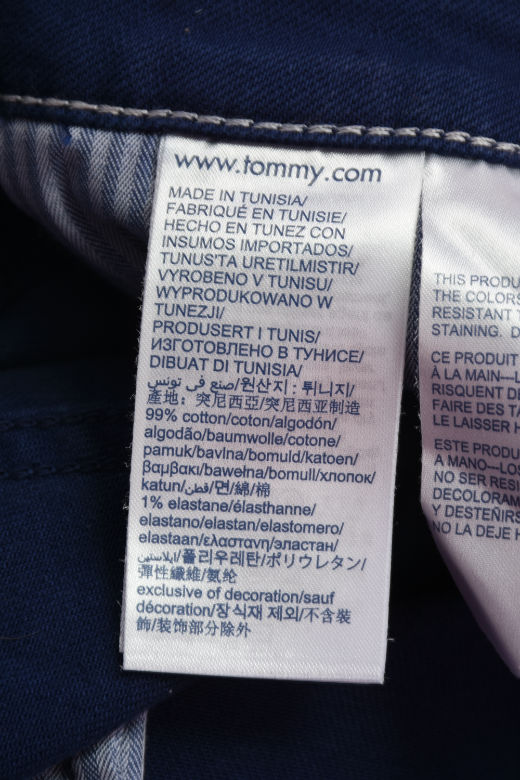 www.tommy.com
MADE IN TUNISIA/
FABRIQUÉ EN TUNISIE/
HECHO EN TUNEZ CON
INSUMOS IMPORTADOS/
TUNUS'TA URETILMISTIR/
VYROBENO V TUNISU/
WYPRODUKOWANO W
TUNEZJI/
PRODUSERT I TUNIS/
ИЗГОТОВЛЕНО В ТУНИСЕ/
DIBUAT DI TUNISIA/
صنع في تونس/원산지 : 튀니지/
產地：突尼西亞/突尼西亚制造
99% cotton/coton/algodón/
algodão/baumwolle/cotone/
pamuk/bavlna/bomuld/katoen/
βαμβακι/bawełna/bomull/хлопок/
katun/قطن/면/綿/棉
1% elastane/élasthanne/
elastano/elastan/elastomero/
elastaan/ελαστανη/эластан/
ايلاستهين/폴리우레탄/ポリウレタン/
彈性纖維/氨纶
exclusive of decoration/sauf
décoration/장식재 제외/不含裝
飾/装饰部分除外
THIS PRODU
THE COLORS
RESISTANT T
STAINING. D
CE PRODUIT
À LA MAIN—L
RISQUENT DE
FAIRE DES TA
LE LAISSER H
ESTE PRODU
A MANO—LOS
NO SER RESI
DECOLORAM
Y DESTEÑIRS
NO LA DEJE H